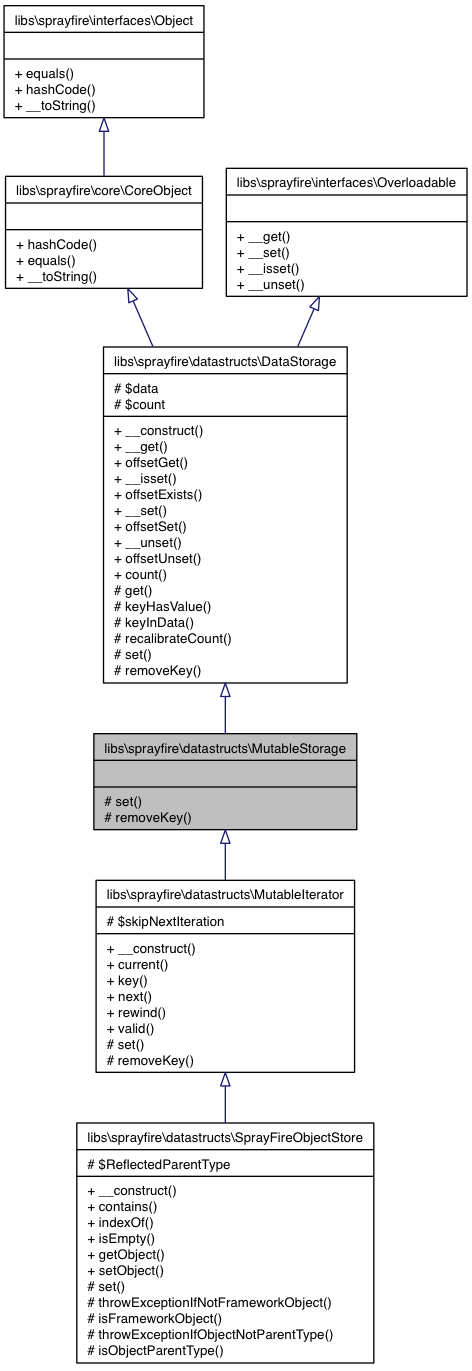 libs\sprayfire\interfaces\Object
+ equals()
+ hashCode()
+ __toString()
libs\sprayfire\core\CoreObject
+ hashCode()
+ equals()
+ __toString()
libs\sprayfire\interfaces\Overloadable
+ __get()
+ __set()
+ __isset()
+ __unset()
libs\sprayfire\datastructs\DataStorage
# $data
# $count
+ __construct()
+ __get()
+ offsetGet()
+ __isset()
+ offsetExists()
+ __set()
+ offsetSet()
+ __unset()
+ offsetUnset()
+ count()
# get()
# keyHasValue()
# keyInData()
# recalibrateCount()
# set()
# removeKey()
libs\sprayfire\datastructs\MutableStorage
# set()
# removeKey()
libs\sprayfire\datastructs\MutableIterator
# $skipNextIteration
+ __construct()
+ current()
+ key()
+ next()
+ rewind()
+ valid()
# set()
# removeKey()
libs\sprayfire\datastructs\SprayFireObjectStore
# $ReflectedParentType
+ __construct()
+ contains()
+ indexOf()
+ isEmpty()
+ getObject()
+ setObject()
# set()
# throwExceptionIfNotFrameworkObject()
# isFrameworkObject()
# throwExceptionIfObjectNotParentType()
# isObjectParentType()